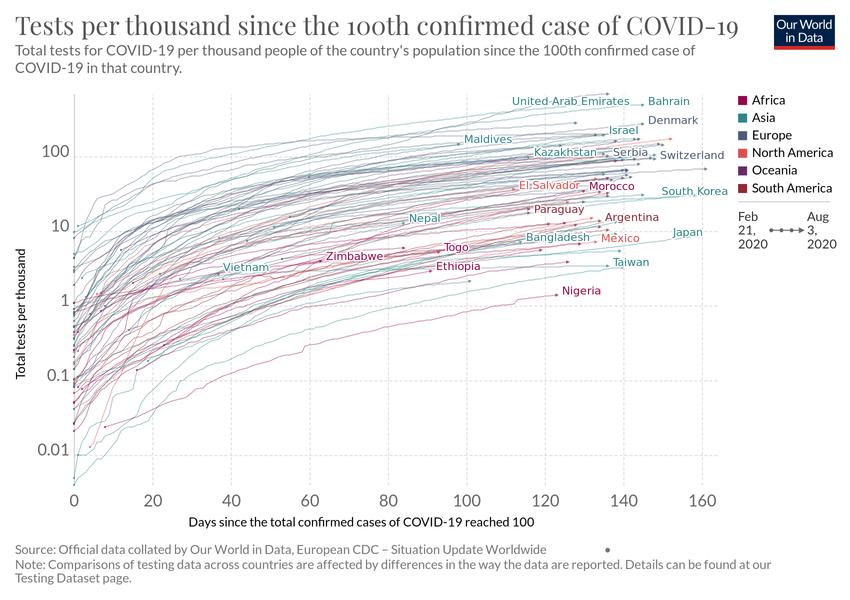 Tests per thousand since the 100th confirmed case of COVID-19
Total tests for COVID-19 per thousand people of the country's population since the 100th confirmed case of
COVID-19 in that country.
Our World
in Data
United Arab Emirates
Bahrain
Denmark
Israel
Maldives
Kazakhstan
Serbia
Switzerland
El Salvador
Morocco
South Korea
Paraguay
Nepal
Argentina
Bangladesh
Mexico
Japan
Togo
Zimbabwe
Vietnam
Ethiopia
Taiwan
Nigeria
Africa
Asia
Europe
North America
Oceania
South America
Feb
21,
2020
Aug
3,
2020
Total tests per thousand
100
10
1
0.1
0.01
0
20
40
60
80
100
120
140
160
Days since the total confirmed cases of COVID-19 reached 100
Source: Official data collated by Our World in Data, European CDC – Situation Update Worldwide
Note: Comparisons of testing data across countries are affected by differences in the way the data are reported. Details can be found at our
Testing Dataset page.